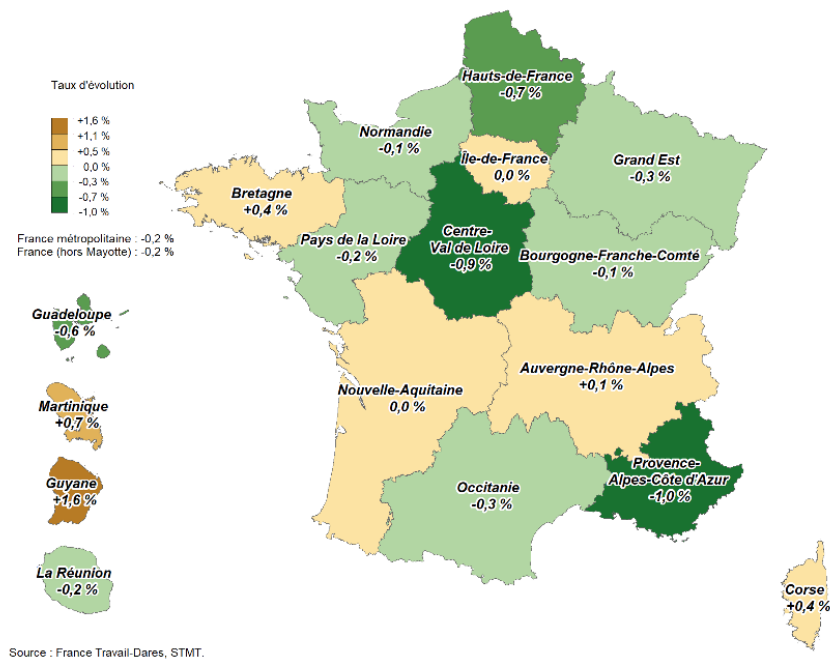 Taux d'évolution
+1,6 %
+1,1 %
+0,5 %
0,0 %
-0,3 %
-0,7 %
-1,0 %
France métropolitaine : -0,2 %
France (hors Mayotte) : -0,2 %
Hauts-de-France
-0,7 %
Normandie
-0,1 %
Île-de-France
0,0 %
Grand Est
-0,3 %
Bretagne
+0,4 %
Pays de la Loire
-0,2 %
Centre-
Val de Loire
-0,9 %
Bourgogne-Franche-Comté
-0,1 %
Guadeloupe
-0,6 %
Martinique
+0,7 %
Guyane
+1,6 %
La Réunion
-0,2 %
Nouvelle-Aquitaine
0,0 %
Auvergne-Rhône-Alpes
+0,1 %
Occitanie
-0,3 %
Provence-
Alpes-Côte d'Azur
-1,0 %
Corse
+0,4 %
Source : France Travail-Dares, STMT.